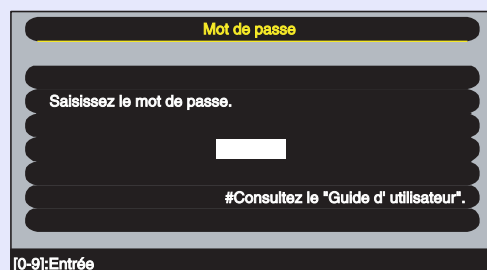 Mot de passe
Saisissez le mot de passe.
#Consultez le "Guide d' utilisateur".
[0-9]:Entrée